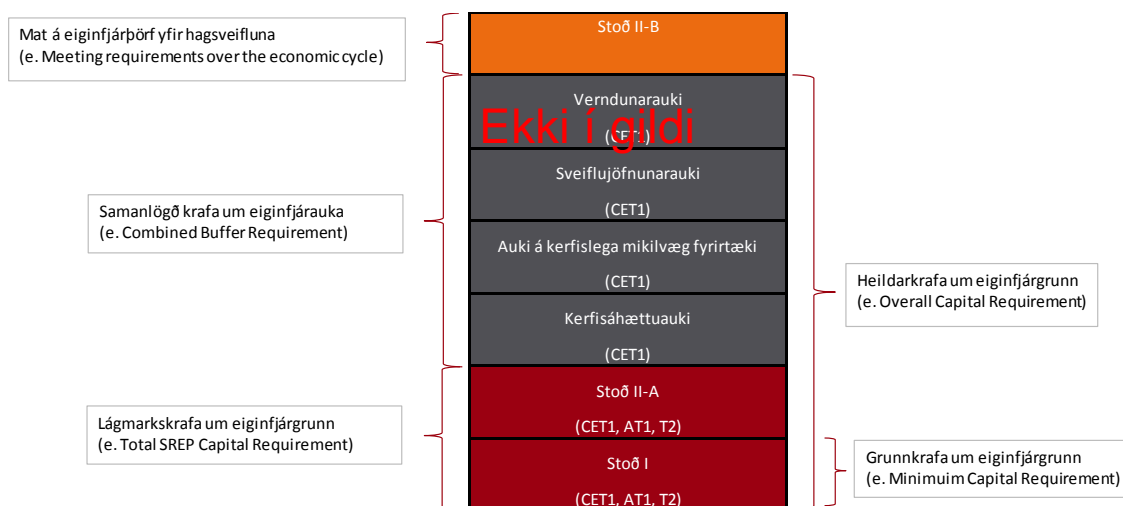 Mat á eiginfjárþörf yfir hagsveifluna
(e. Meeting requirements over the economic cycle)
Stoð II-B
Verndunarauki
(CET1)
Ekki í gildi
Sveiflujöfnunarauki
(CET1)
Samanlögð krafa um eiginfjárauka
(e. Combined Buffer Requirement)
Auki á kerfislega mikilvæg fyrirtæki
(CET1)
Heildarkrafa um eiginfjárgrunn
(e. Overall Capital Requirement)
Kerfisáhættuauki
(CET1)
Stoð II-A
(CET1, AT1, T2)
Lágmarkskrafa um eiginfjárgrunn
(e. Total SREP Capital Requirement)
Stoð I
(CET1, AT1, T2)
Grunnkrafa um eiginfjárgrunn
(e. Minimuim Capital Requirement)